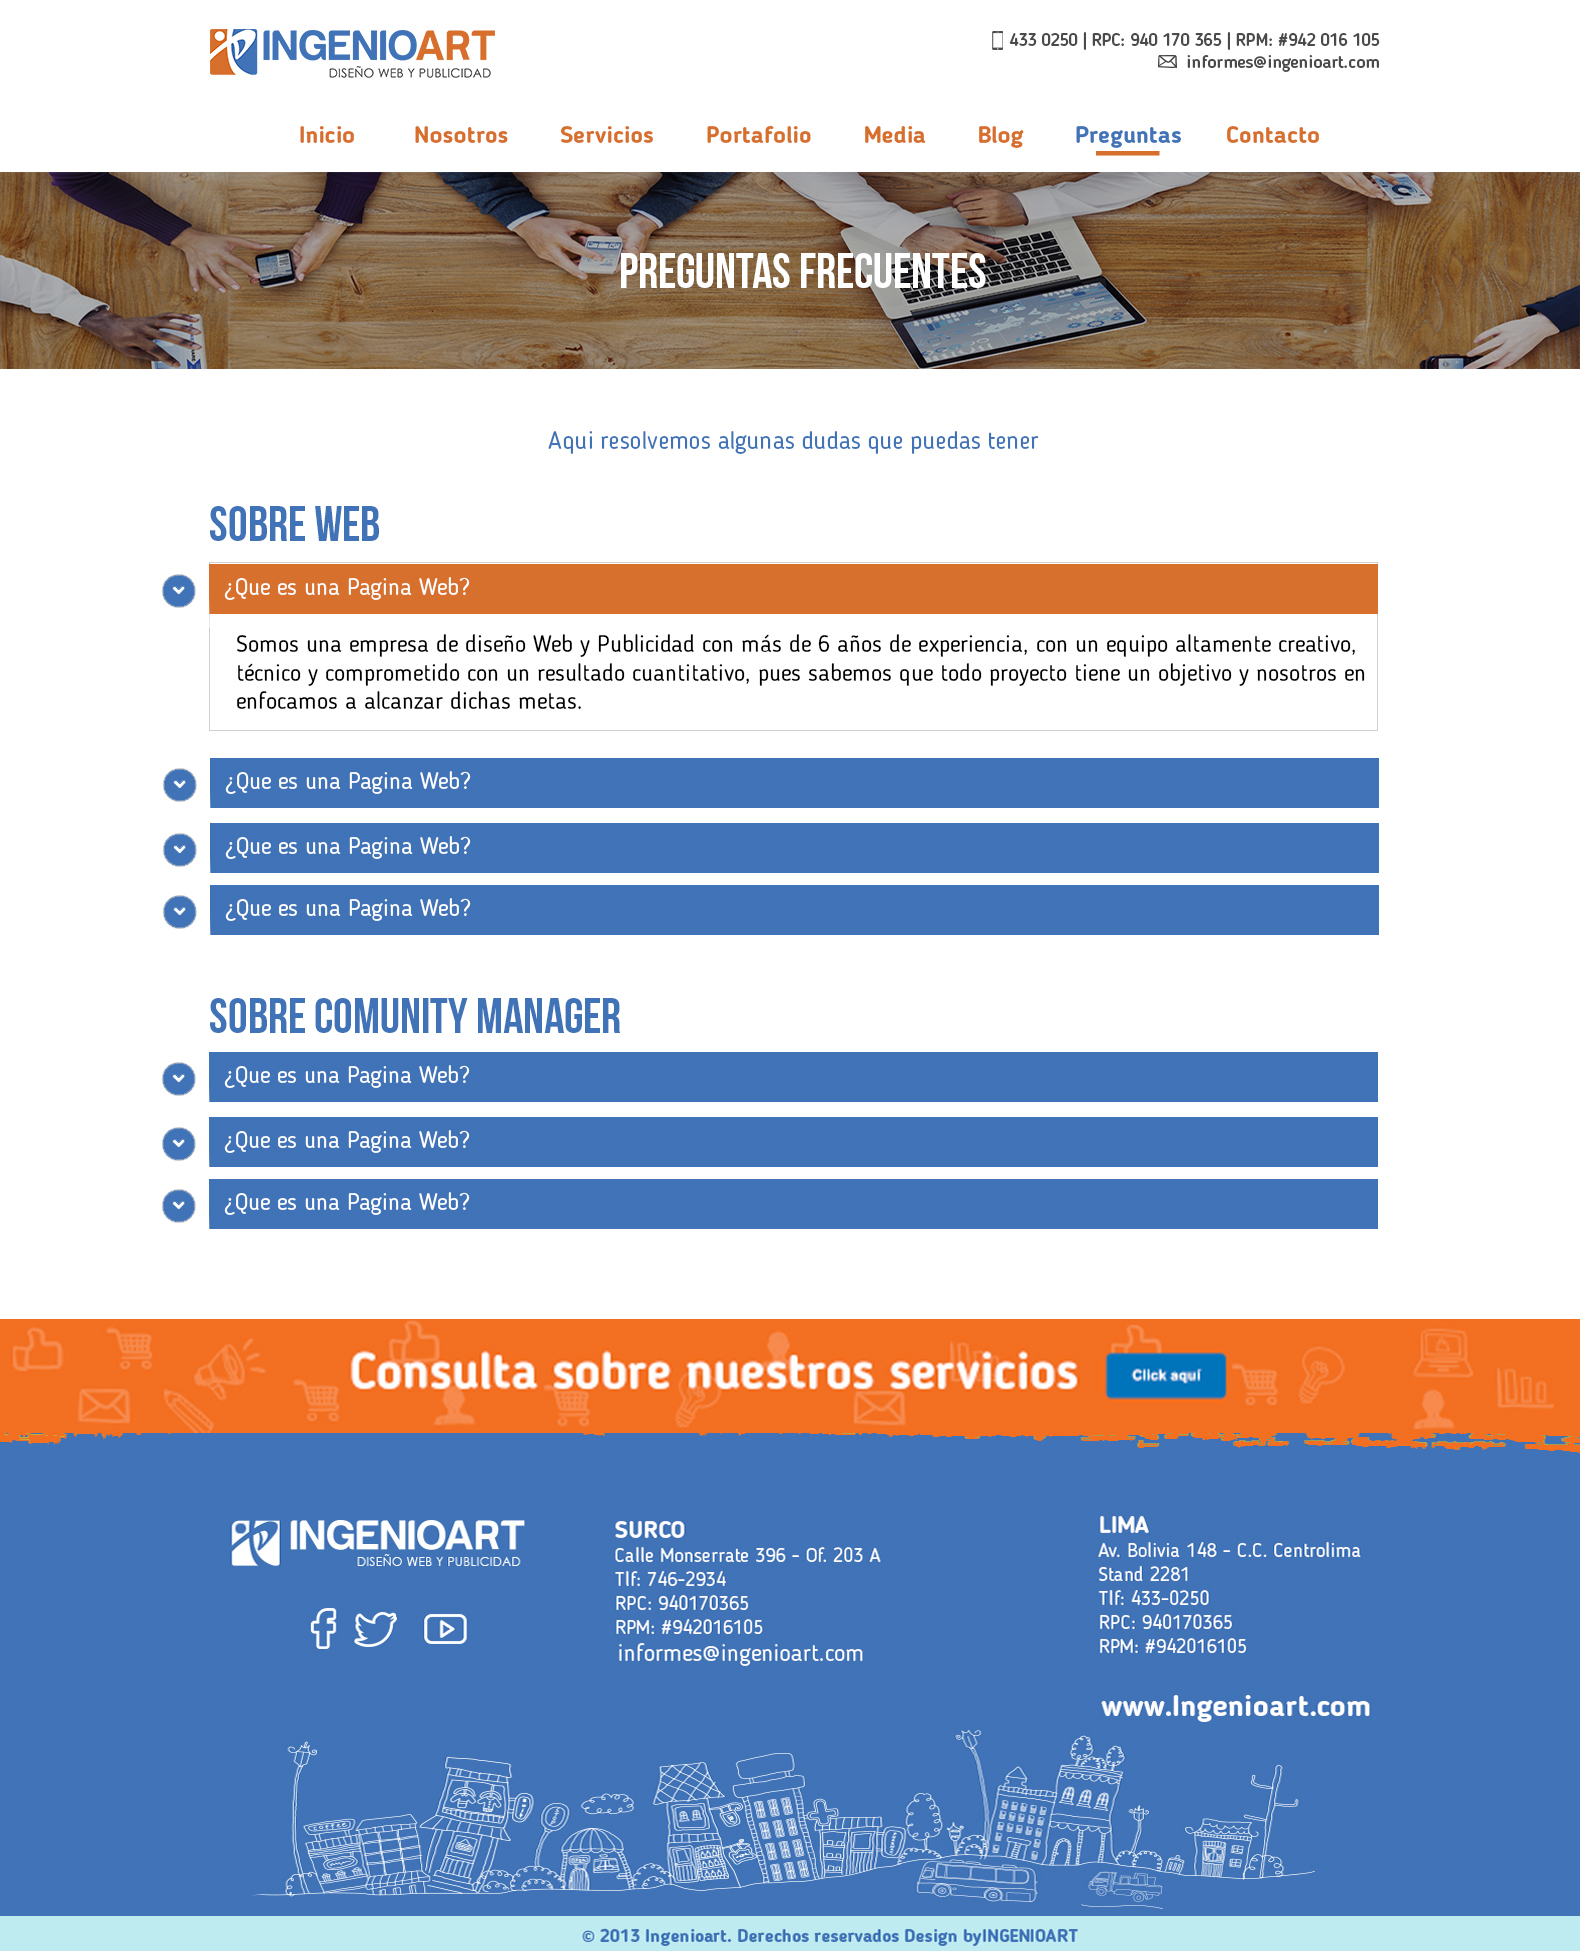 INGENIOART
DISEÑO WEB Y PUBLICIDAD
433 0250 | RPC: 940 170 365 | RPM: #942 016 105
informes@ingenioart.com
Inicio Nosotros Servicios Portafolio Media Blog Preguntas Contacto
PREGUNTAS FRECUENTES
Aqui resolvemos algunas dudas que puedas tener
SOBRE WEB
¿Que es una Pagina Web?
Somos una empresa de diseño Web y Publicidad con más de 6 años de experiencia, con un equipo altamente creativo,
técnico y comprometido con un resultado cuantitativo, pues sabemos que todo proyecto tiene un objetivo y nosotros en
enfocamos a alcanzar dichas metas.
¿Que es una Pagina Web?
¿Que es una Pagina Web?
¿Que es una Pagina Web?
SOBRE COMUNITY MANAGER
¿Que es una Pagina Web?
¿Que es una Pagina Web?
¿Que es una Pagina Web?
Consulta sobre nuestros servicios
Click aquí
INGENIOART
DISEÑO WEB Y PUBLICIDAD
SURCO
Calle Monserrate 396 - Of. 203 A
Tlf: 746-2934
RPC: 940170365
RPM: #942016105
informes@ingenioart.com
LIMA
Av. Bolivia 148 - C.C. Centrolima
Stand 2281
Tlf: 433-0250
RPC: 940170365
RPM: #942016105
www.Ingenioart.com
© 2013 Ingenioart. Derechos reservados Design byINGENIOART